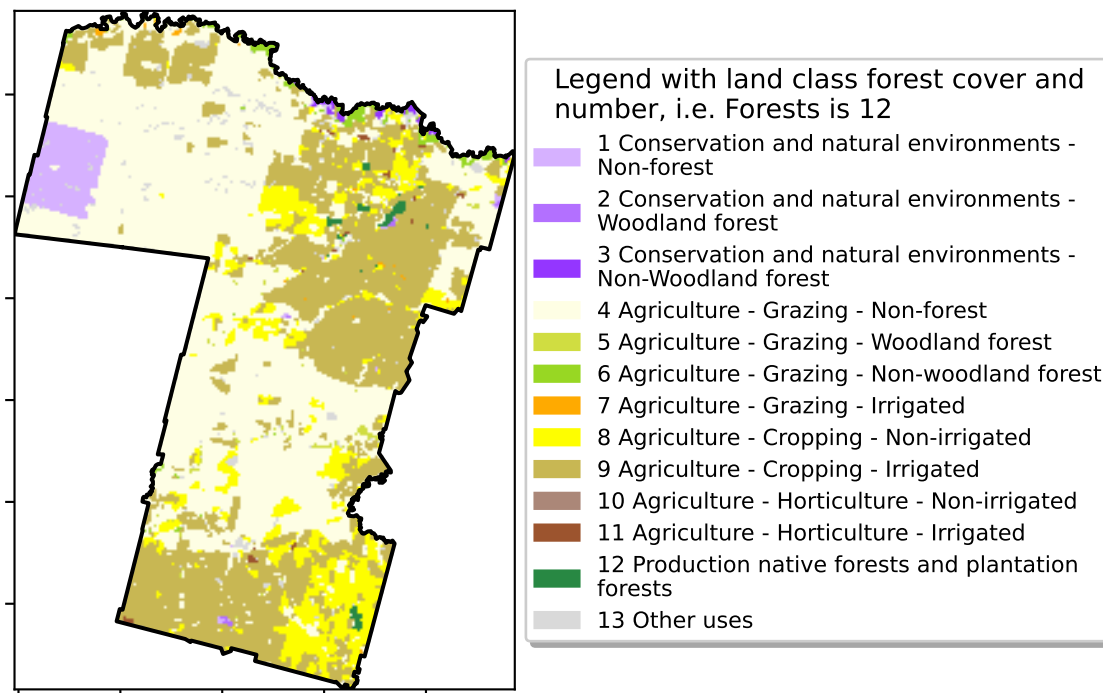 Legend with land class forest cover and
number, i.e. Forests is 12
1 Conservation and natural environments -
Non-forest
2 Conservation and natural environments -
Woodland forest
3 Conservation and natural environments -
Non-Woodland forest
4 Agriculture - Grazing - Non-forest
5 Agriculture - Grazing - Woodland forest
6 Agriculture - Grazing - Non-woodland forest
7 Agriculture - Grazing - Irrigated
8 Agriculture - Cropping - Non-irrigated
9 Agriculture - Cropping - Irrigated
10 Agriculture - Horticulture - Non-irrigated
11 Agriculture - Horticulture - Irrigated
12 Production native forests and plantation
forests
13 Other uses